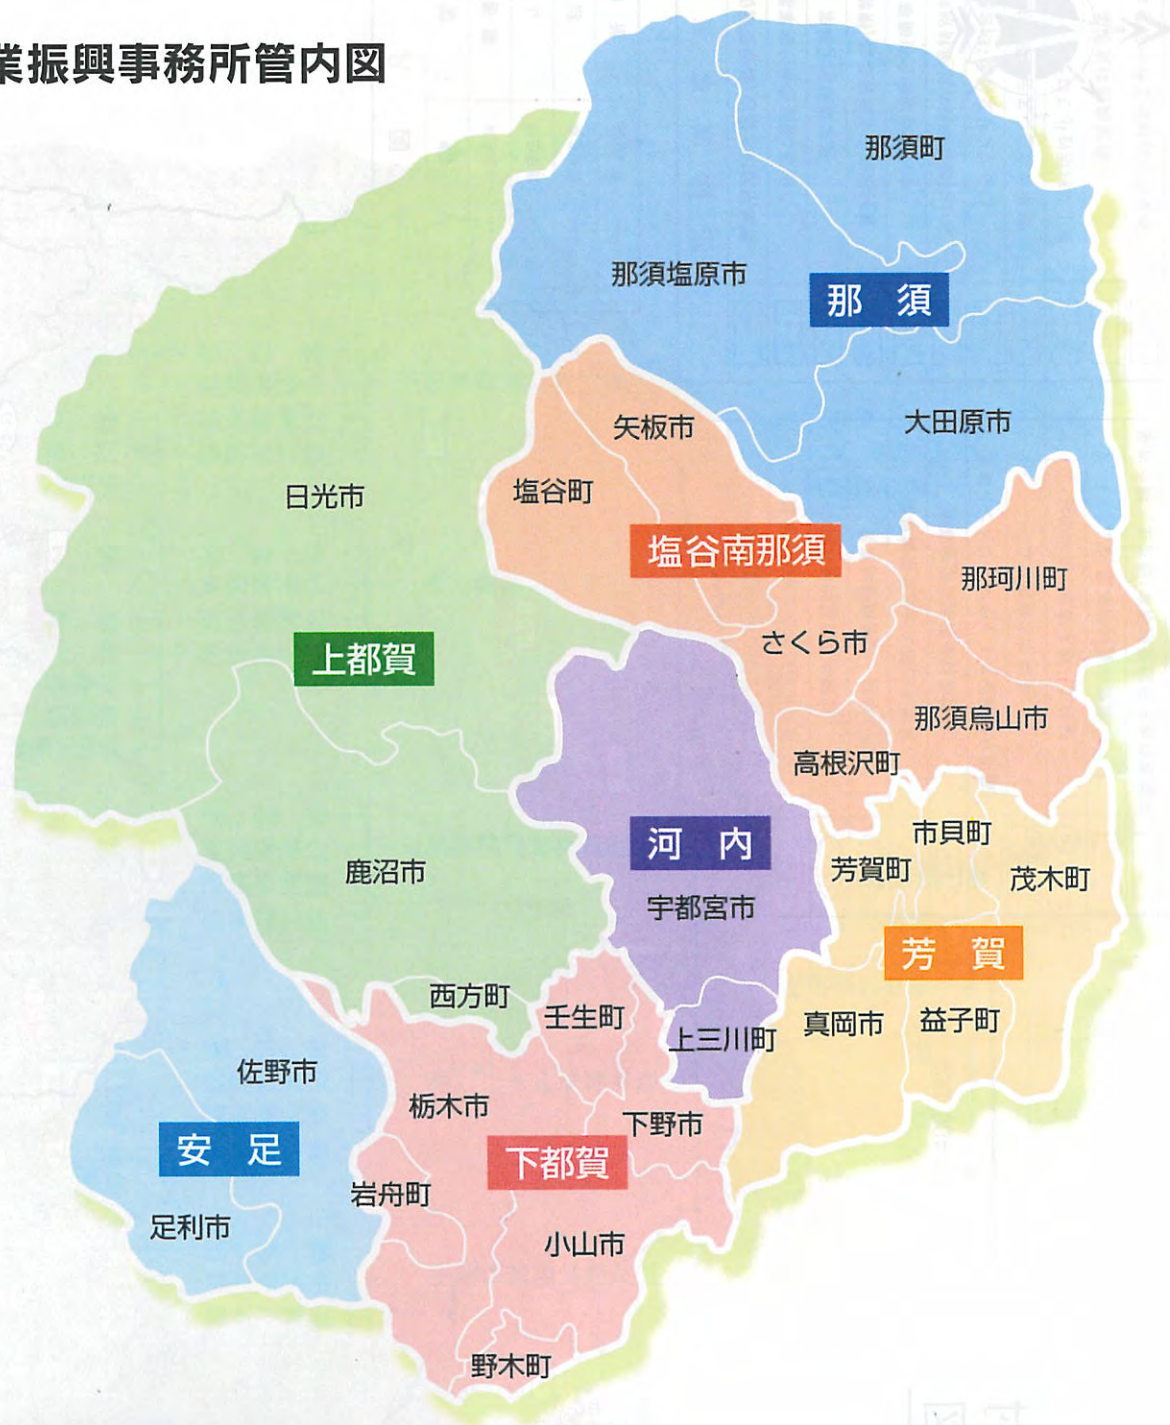 業振興事務所管内図
那須町
那須塩原市
那　須
大田原市
矢板市
塩谷町
日光市
塩谷南那須
那珂川町
さくら市
上都賀
那須烏山市
高根沢町
市貝町
河　内
芳賀町
茂木町
鹿沼市
宇都宮市
芳　賀
西方町
壬生町
真岡市
益子町
上三川町
佐野市
栃木市
下野市
安　足
下都賀
岩舟町
足利市
小山市
野木町